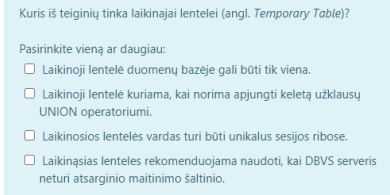 Kuris iš teiginių tinka laikinajai lentelei (angl. Temporary Table)?
Pasirinkite vieną ar daugiau:
Laikinoji lentelė duomenų bazėje gali būti tik viena.
Laikinoji lentelė kuriama, kai norima apjungti keletą užklausų
UNION operatoriumi.
Laikinosios lentelės vardas turi būti unikalus sesijos ribose.
Laikinąsias lenteles rekomenduojama naudoti, kai DBVS serveris
neturi atsarginio maitinimo šaltinio.